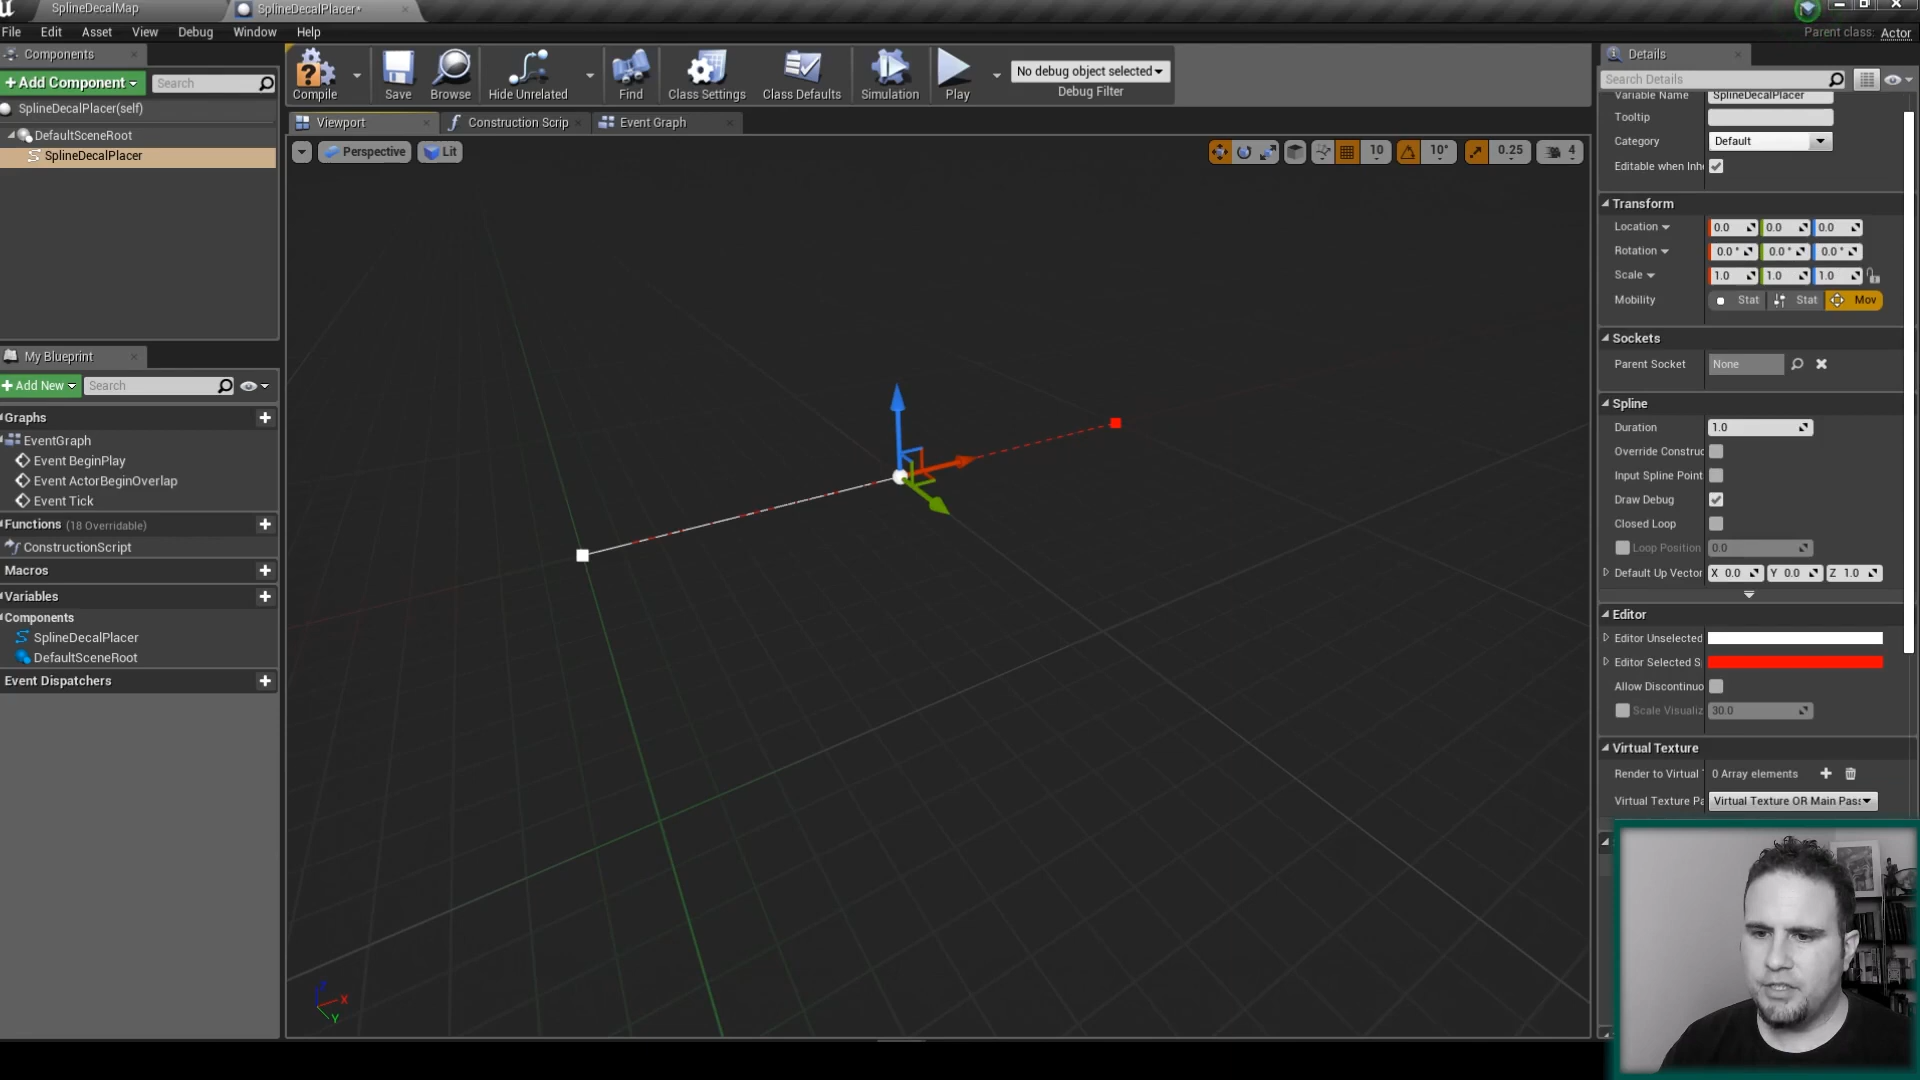 SplineDecalMap
SplineDecalPlacer*
File Edit Asset View Debug Window Help
Parent class: Actor
Components
+Add Component
Search
SplineDecalPlacer(self)
DefaultSceneRoot
SplineDecalPlacer
Compile
Save
Browse
Hide Unrelated
Find
Class Settings
Class Defaults
Simulation
Play
No debug object selected
Debug Filter
Viewport
Construction Scrip
Event Graph
Perspective
Lit
10
10°
0.25
4
X
Y
My Blueprint
+Add New
Search
Graphs
EventGraph
Event BeginPlay
Event ActorBeginOverlap
Event Tick
Functions (18 Overridable)
ConstructionScript
Macros
Variables
Components
SplineDecalPlacer
DefaultSceneRoot
Event Dispatchers
Details
Search Details
Variable Name SplineDecalPlacer
Tooltip
Category Default
Editable when Inhe
Transform
Location 0.0 0.0 0.0
Rotation 0.0 ° 0.0 ° 0.0 °
Scale 1.0 1.0 1.0
Mobility Stat Stat Mov
Sockets
Parent Socket None
Spline
Duration 1.0
Override Construc
Input Spline Point
Draw Debug
Closed Loop
Loop Position 0.0
Default Up Vector X 0.0 Y 0.0 Z 1.0
Editor
Editor Unselected
Editor Selected S
Allow Discontinuo
Scale Visualiz 30.0
Virtual Texture
Render to Virtual 0 Array elements
Virtual Texture Pa Virtual Texture OR Main Pass